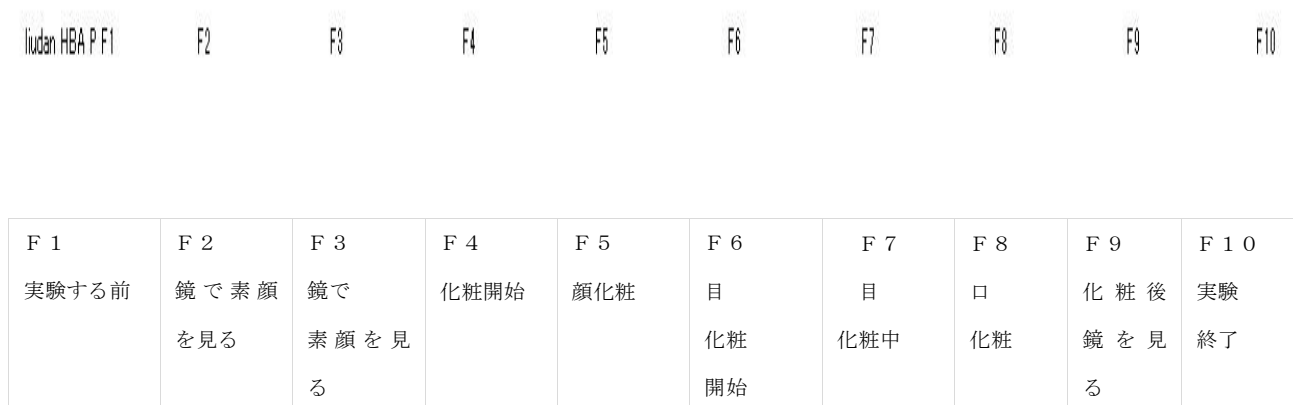 liudan HBA P F1 F2 F3 F4 F5 F6 F7 F8 F9 F10
F1
実験する前
F2
鏡で素顔
を見る
F3
鏡で
素顔を見
る
F4
化粧開始
F5
顔化粧
F6
目
化粧
開始
F7
目
化粧中
F8
口
化粧
F9
化粧後
鏡を見
る
F10
実験
終了